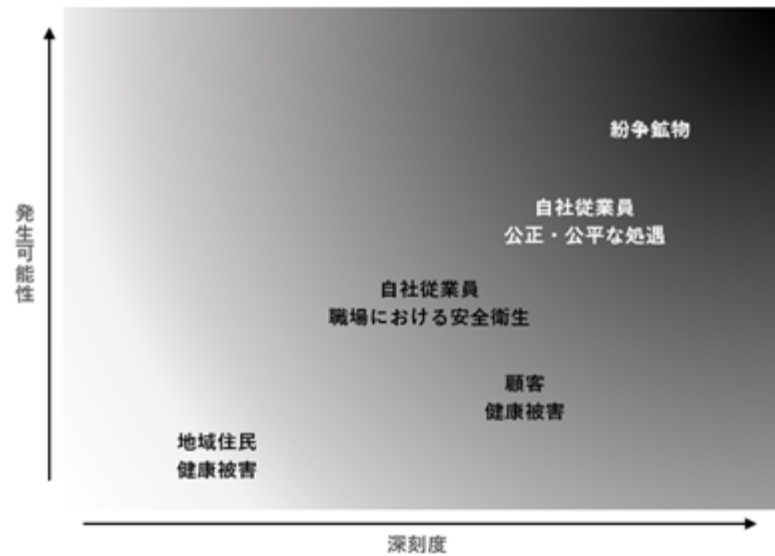 発生可能性
紛争鉱物
自社従業員
公正・公平な処遇
自社従業員
職場における安全衛生
顧客
健康被害
地域住民
健康被害
深刻度